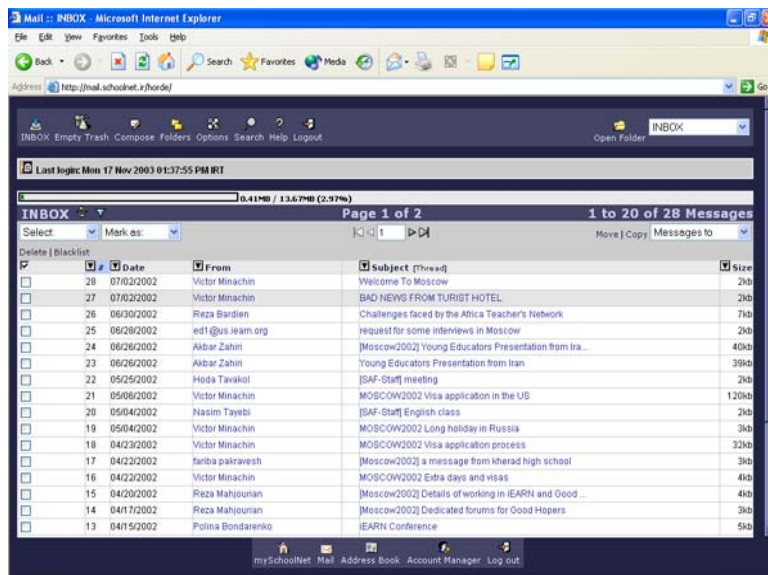 Mail :: INBOX - Microsoft Internet Explorer
File Edit View Favorites Tools Help
Back Search Favorites Media
Address http://mail.schoolnet.ir/horde/ Go
INBOX Empty Trash Compose Folders Options Search Help Logout Open Folder INBOX
Last login: Mon 17 Nov 2003 01:37:55 PM IRT
0.41MB / 13.67MB (2.97%)
INBOX Page 1 of 2 1 to 20 of 28 Messages
Select Mark as: 1 Move | Copy Messages to
Delete | Blacklist
# Date From Subject [Thread] Size
28 07/02/2002 Victor Minachin Welcome To Moscow 2kb
27 07/02/2002 Victor Minachin BAD NEWS FROM TURIST HOTEL. 2kb
26 06/30/2002 Reza Bardien Challenges faced by the Africa Teacher's Network 7kb
25 06/28/2002 ed1@us.iearn.org request for some interviews in Moscow 2kb
24 06/26/2002 Akbar Zahiri [Moscow2002] Young Educators Presentation from Ira... 40kb
23 06/26/2002 Akbar Zahiri Young Educators Presentation from Iran 39kb
22 05/25/2002 Hoda Tavakol [SAF-Staff] meeting 2kb
21 05/06/2002 Victor Minachin MOSCOW2002 Visa application in the US 120kb
20 05/04/2002 Nasim Tayebi [SAF-Staff] English class 2kb
19 05/04/2002 Victor Minachin MOSCOW2002 Long holiday in Russia 3kb
18 04/23/2002 Victor Minachin MOSCOW2002 Visa application process 32kb
17 04/22/2002 fariba pakravesh [Moscow2002] a message from kherad high school 3kb
16 04/22/2002 Victor Minachin MOSCOW2002 Extra days and visas 4kb
15 04/20/2002 Reza Mahjourian [Moscow2002] Details of working in iEARN and Good ... 4kb
14 04/17/2002 Reza Mahjourian [Moscow2002] Dedicated forums for Good Hopers 3kb
13 04/15/2002 Polina Bondarenko iEARN Conference 5kb
mySchoolNet Mail Address Book Account Manager Log out